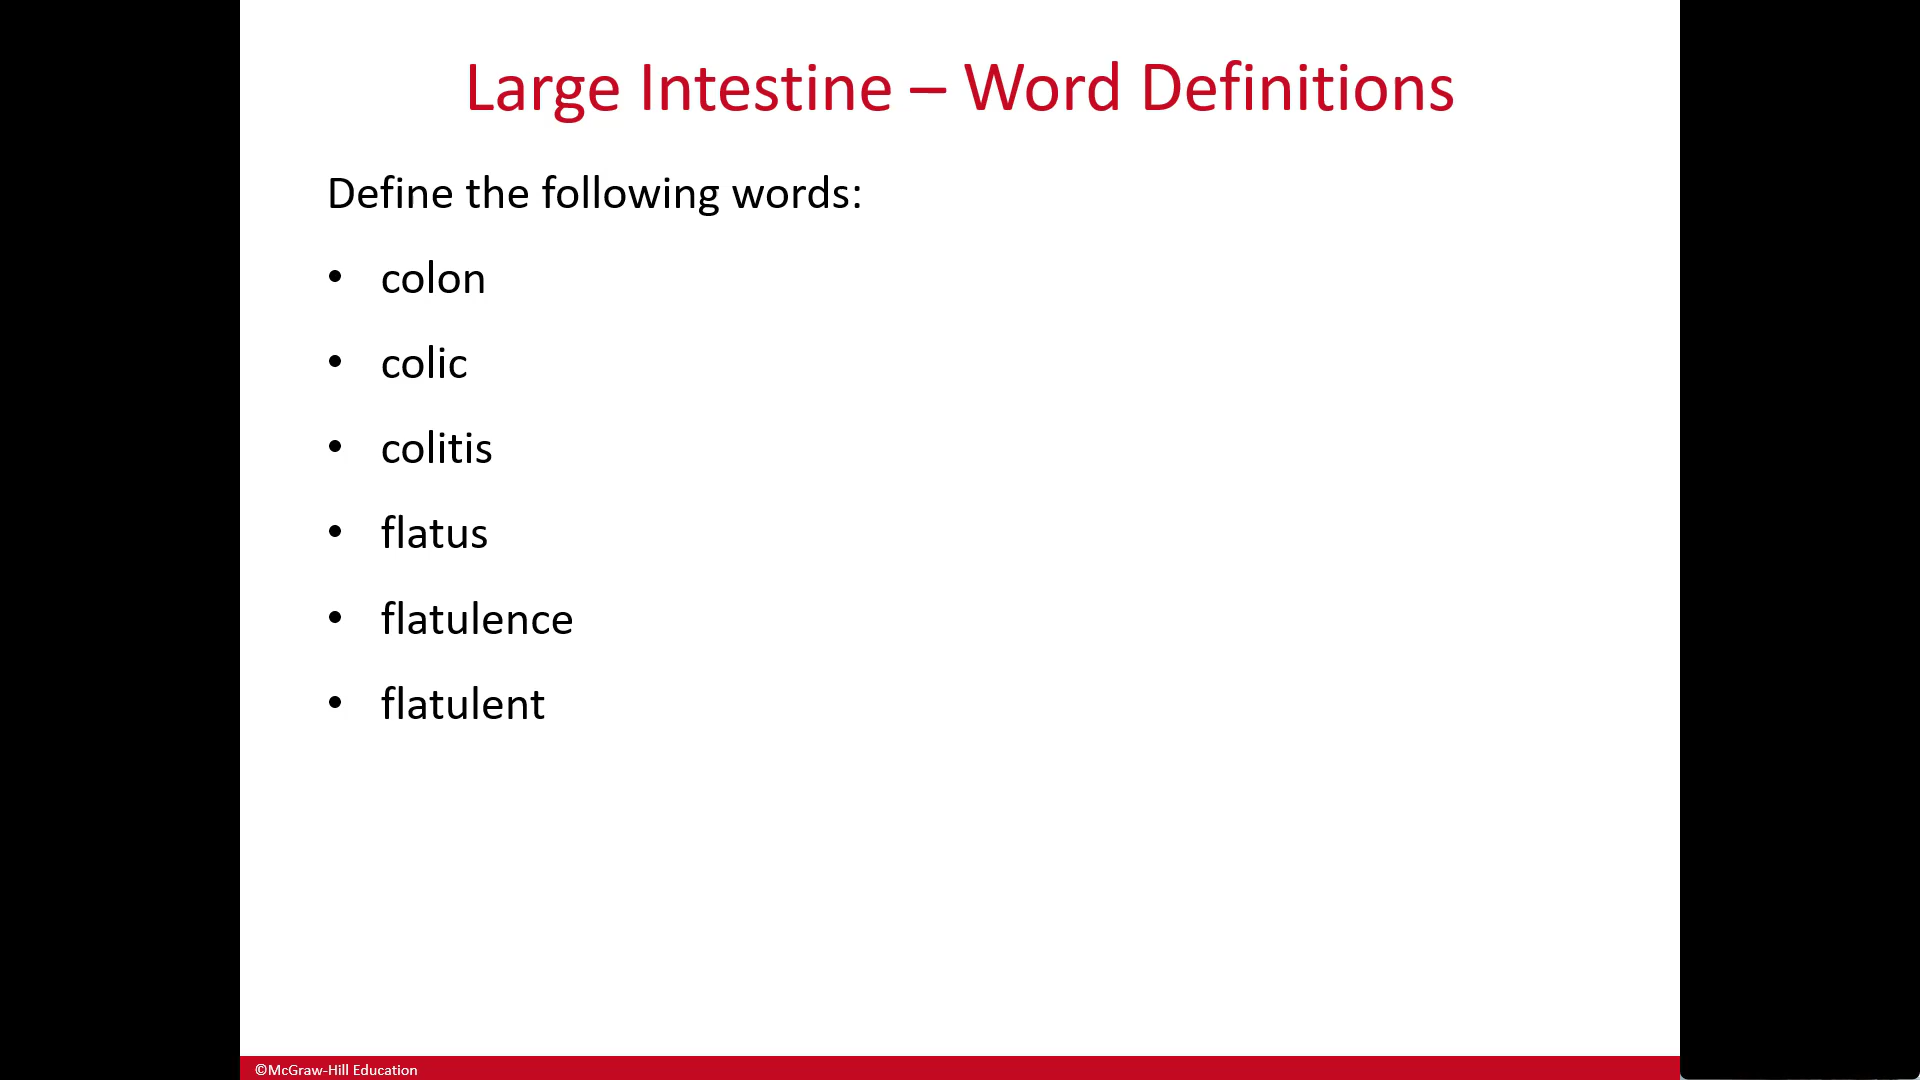 Large Intestine – Word Definitions
Define the following words:
• colon
• colic
• colitis
• flatus
• flatulence
• flatulent
©McGraw-Hill Education